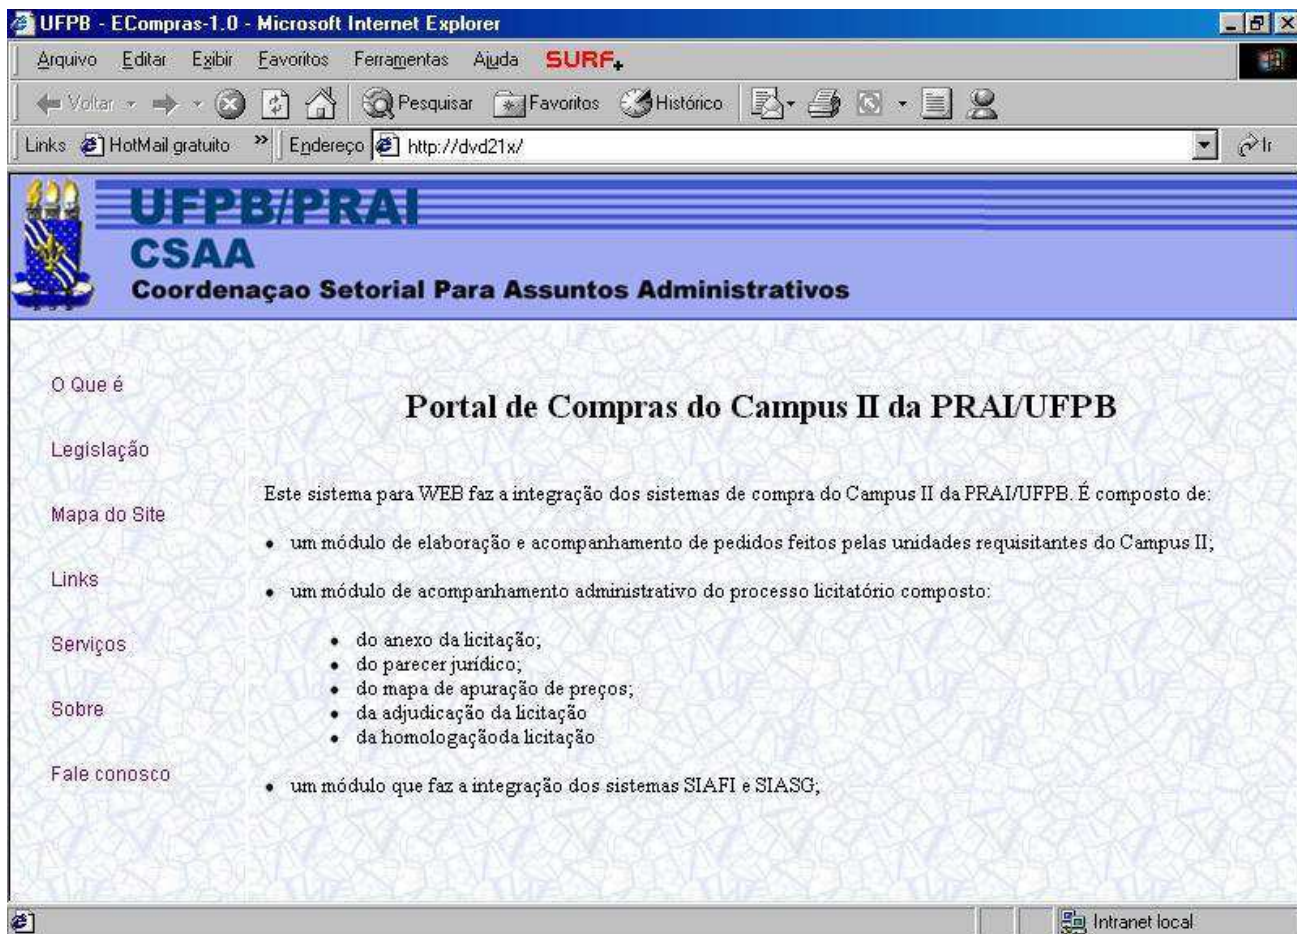 UFPB - ECompras-1.0 - Microsoft Internet Explorer
Arquivo Editar Exibir Favoritos Ferramentas Ajuda SURF+
Voltar Pesquisar Favoritos Histórico
Links HotMail gratuito » Endereço http://dvd21x/ Ir
UFPB/PRAI
CSAA
Coordenaçao Setorial Para Assuntos Administrativos
O Que é
Legislação
Mapa do Site
Links
Serviços
Sobre
Fale conosco
Portal de Compras do Campus II da PRAI/UFPB
Este sistema para WEB faz a integração dos sistemas de compra do Campus II da PRAI/UFPB. É composto de:
• um módulo de elaboração e acompanhamento de pedidos feitos pelas unidades requisitantes do Campus II;
• um módulo de acompanhamento administrativo do processo licitatório composto:
• do anexo da licitação;
• do parecer jurídico;
• do mapa de apuração de preços;
• da adjudicação da licitação
• da homologaçãoda licitação
• um módulo que faz a integração dos sistemas SIAFI e SIASG;
Intranet local